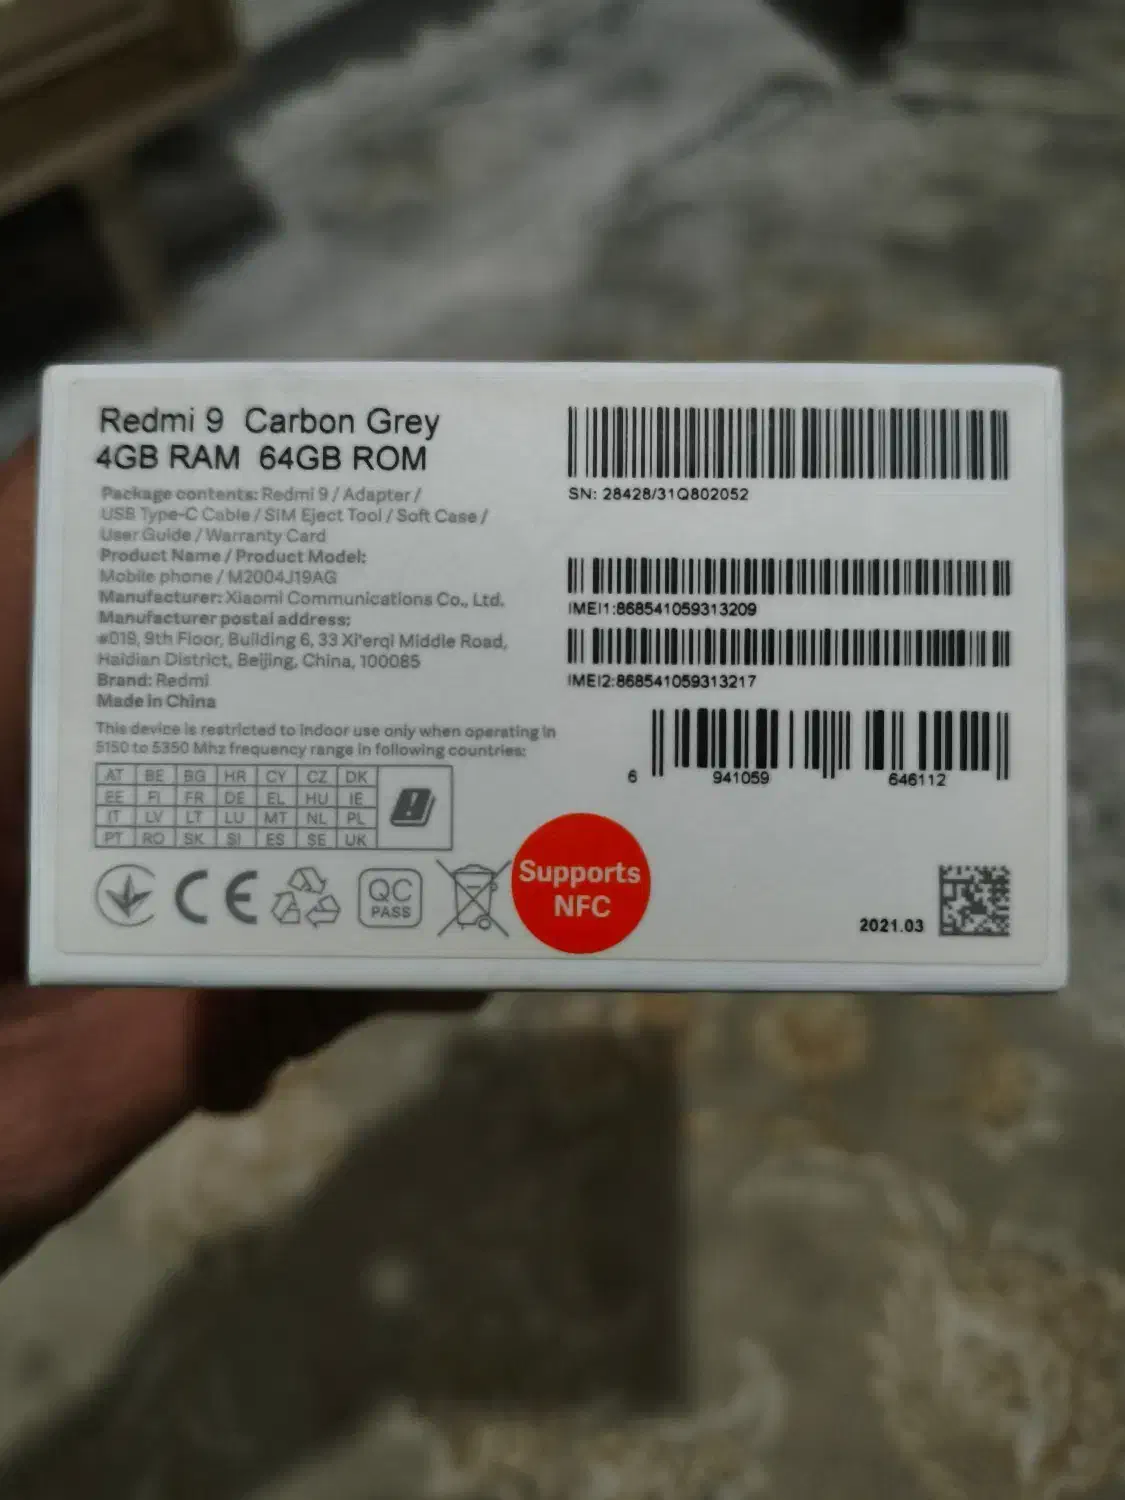 Redmi 9 Carbon Grey
4GB RAM 64GB ROM
Package contents: Redmi 9 / Adapter /
USB Type-C Cable / SIM Eject Tool / Soft Case /
User Guide / Warranty Card
Product Name / Product Model:
Mobile phone / M2004J19AG
Manufacturer: Xiaomi Communications Co., Ltd.
Manufacturer postal address:
#019, 9th Floor, Building 6, 33 Xi'erqi Middle Road,
Haidian District, Beijing, China, 100085
Brand: Redmi
Made in China
This device is restricted to indoor use only when operating in
5150 to 5350 Mhz frequency range in following countries:
AT BE BG HR CY CZ DK
EE FI FR DE EL HU IE
IT LV LT LU MT NL PL
PT RO SK SI ES SE UK
CE
QC
PASS
Supports
NFC
SN: 28428/31Q802052
IMEI1:868541059313209
IMEI2:868541059313217
6 941059 646112
2021.03